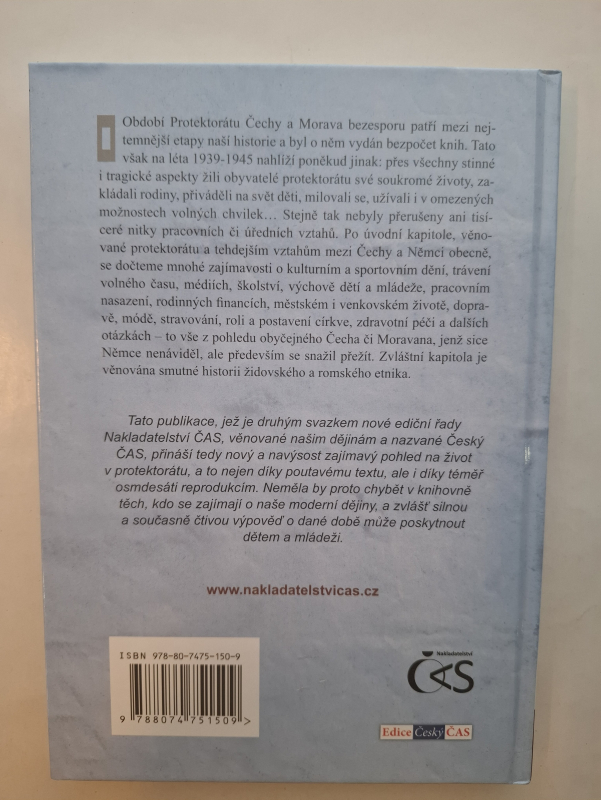 Období Protektorátu Čechy a Morava bezesporu patří mezi nej-
temnější etapy naší historie a byl o něm vydán bezpočet knih. Tato
však na léta 1939-1945 nahlíží poněkud jinak: přes všechny stinné
i tragické aspekty žili obyvatelé protektorátu své soukromé životy, za-
kládali rodiny, přiváděli na svět děti, milovali se, užívali i v omezených
možnostech volných chvilek… Stejně tak nebyly přerušeny ani tisí-
ceré nitky pracovních či úředních vztahů. Po úvodní kapitole, věno-
vané protektorátu a tehdejším vztahům mezi Čechy a Němci obecně,
se dočteme mnohé zajímavosti o kulturním a sportovním dění, trávení
volného času, médiích, školství, výchově dětí a mládeže, pracovním
nasazení, rodinných financích, městském i venkovském životě, dopra-
vě, módě, stravování, roli a postavení církve, zdravotní péči a dalších
otázkách – to vše z pohledu obyčejného Čecha či Moravana, jenž sice
Němce nenáviděl, ale především se snažil přežít. Zvláštní kapitola je
věnována smutné historii židovského a romského etnika.
Tato publikace, jež je druhým svazkem nové ediční řady
Nakladatelství ČAS, věnované našim dějinám a nazvané Český
ČAS, přináší tedy nový a navýsost zajímavý pohled na život
v protektorátu, a to nejen díky poutavému textu, ale i díky téměř
osmdesáti reprodukcím. Neměla by proto chybět v knihovně
těch, kdo se zajímají o naše moderní dějiny, a zvlášť silnou
a současně čtivou výpověď o dané době může poskytnout
dětem a mládeži.
www.nakladatelstvicas.cz
ISBN 978-80-7475-150-9
9 788074 751509 >
Nakladatelství
ČAS
Edice Český ČAS